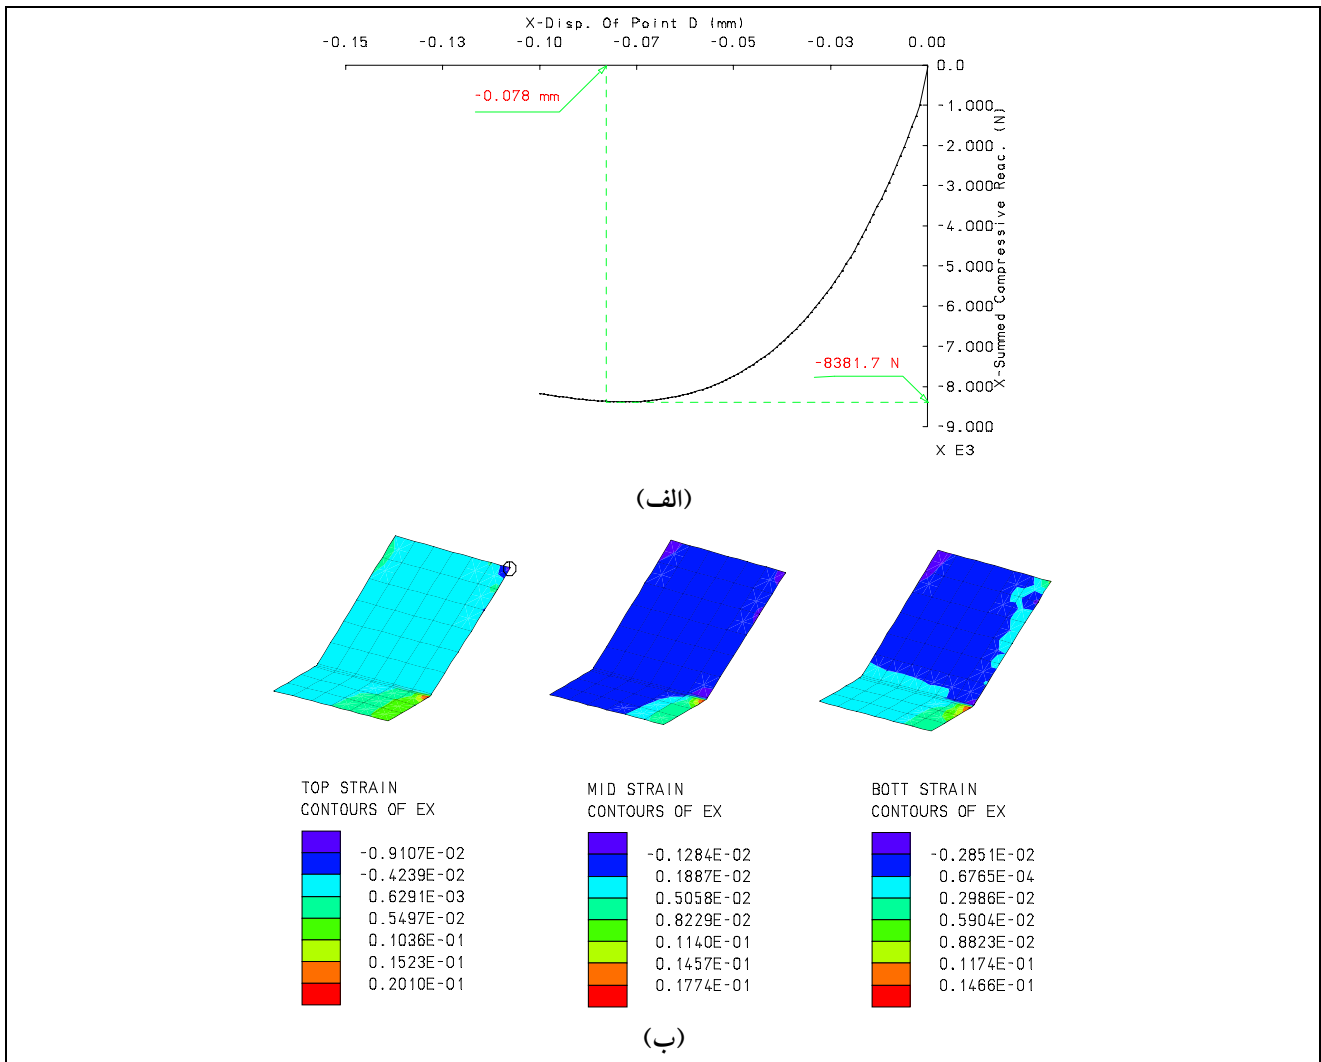 X-Disp. Of Point D (mm)
-0.15 -0.13 -0.10 -0.07 -0.05 -0.03 0.00
0.0
-0.078 mm
-1.000
-2.000
-3.000
-4.000
-5.000
-6.000
-7.000
-8381.7 N
-8.000
-9.000
X E3
X-Summed Compressive Reac. (N)
(الف)
TOP STRAIN
CONTOURS OF EX
-0.9107E-02
-0.4239E-02
0.6291E-03
0.5497E-02
0.1036E-01
0.1523E-01
0.2010E-01
MID STRAIN
CONTOURS OF EX
-0.1284E-02
0.1887E-02
0.5058E-02
0.8229E-02
0.1140E-01
0.1457E-01
0.1774E-01
BOTT STRAIN
CONTOURS OF EX
-0.2851E-02
0.6765E-04
0.2986E-02
0.5904E-02
0.8823E-02
0.1174E-01
0.1466E-01
(ب)